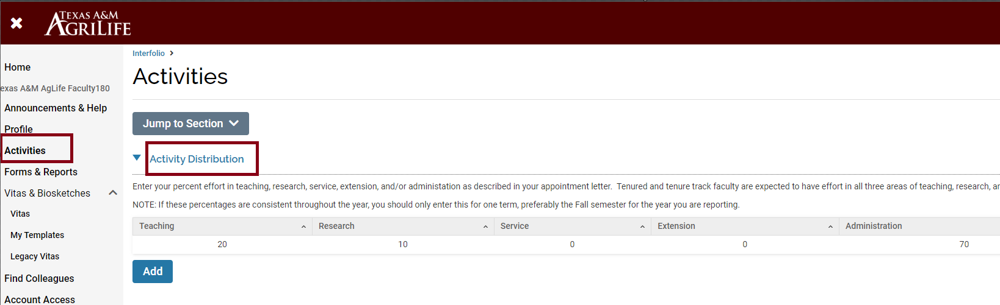 TEXAS A&M
AGRILIFE
Home
exas A&M AgLife Faculty180
Announcements & Help
Profile
Activities
Forms & Reports
Vitas & Biosketches
Vitas
My Templates
Legacy Vitas
Find Colleagues
Account Access
Interfolio
Activities
Jump to Section
Activity Distribution
Enter your percent effort in teaching, research, service, extension, and/or administation as described in your appointment letter.  Tenured and tenure track faculty are expected to have effort in all three areas of teaching, research,
NOTE: If these percentages are consistent throughout the year, you should only enter this for one term, preferably the Fall semester for the year you are reporting.
Teaching Research Service Extension Administration
20 10 0 0 70
Add